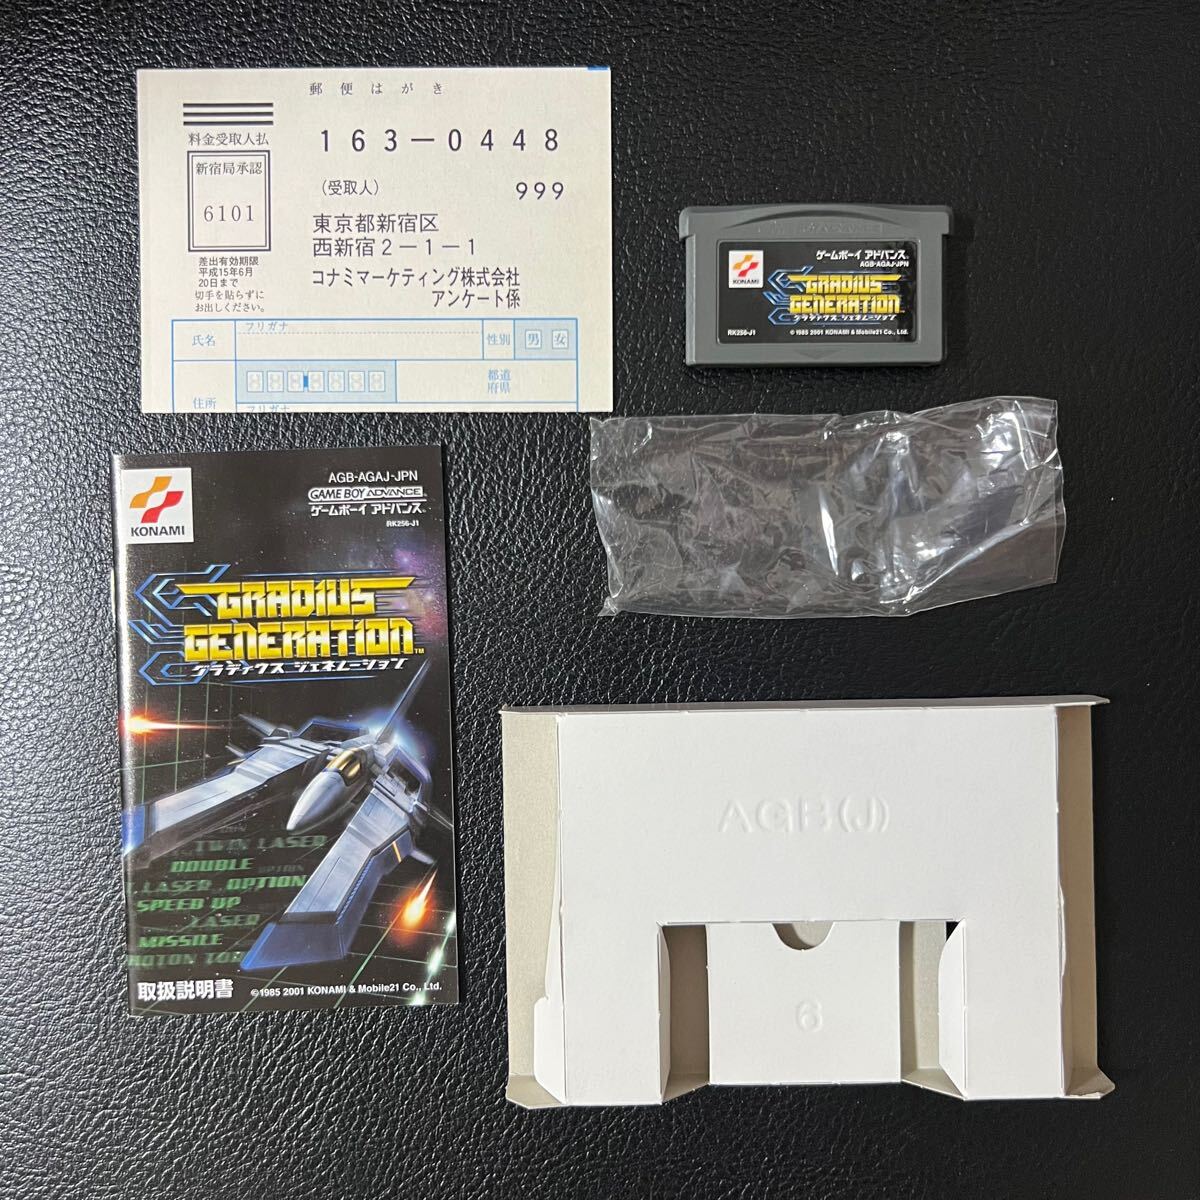 郵便はがき
料金受取人払
新宿局承認
6101
差出有効期限
平成15年6月
20日まで
切手を貼らずに
お出しください。
163-0448
(受取人)
999
東京都新宿区
西新宿2-1-1
コナミマーケティング株式会社
アンケート係
フリガナ
氏名
性別
男 女
都道
府県
住所
フリガナ
ゲームボーイ アドバンス
AGB-AGAJ-JPN
KONAMI
GRADIUS
GENERATION
グラディウス ジェネレーション
RK256-J1
©1985 2001 KONAMI & Mobile21 Co., Ltd.
KONAMI
AGB-AGAJ-JPN
GAME BOY ADVANCE
ゲームボーイ アドバンス™
RK256-J1
GRADIUS
GENERATION™
グラディウス ジェネレーション
TWIN LASER
DOUBLE OPTION
LASER OPTION
SPEED UP
LASER
MISSILE
取扱説明書
©1985 2001 KONAMI & Mobile21 Co., Ltd.
AGB(J)
6